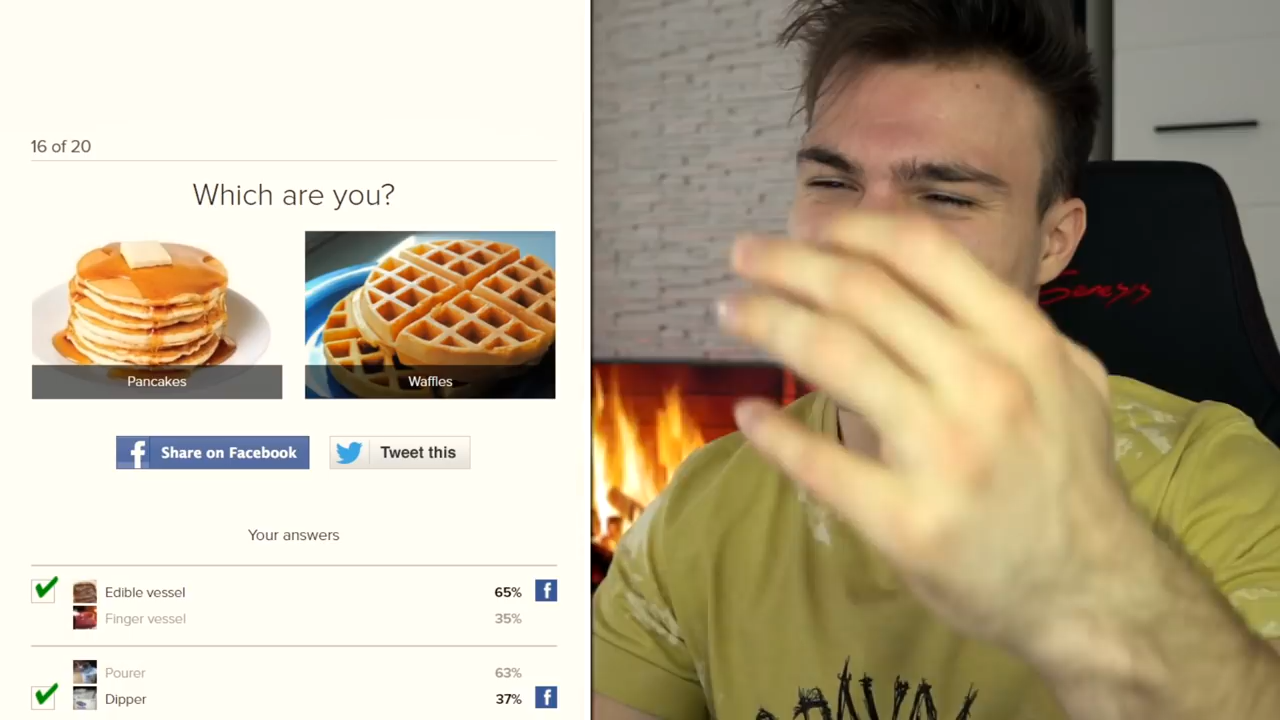 16 of 20
Which are you?
Pancakes
Waffles
Share on Facebook
Tweet this
Your answers
Edible vessel 65%
Finger vessel 35%
Pourer 63%
Dipper 37%
Genesis